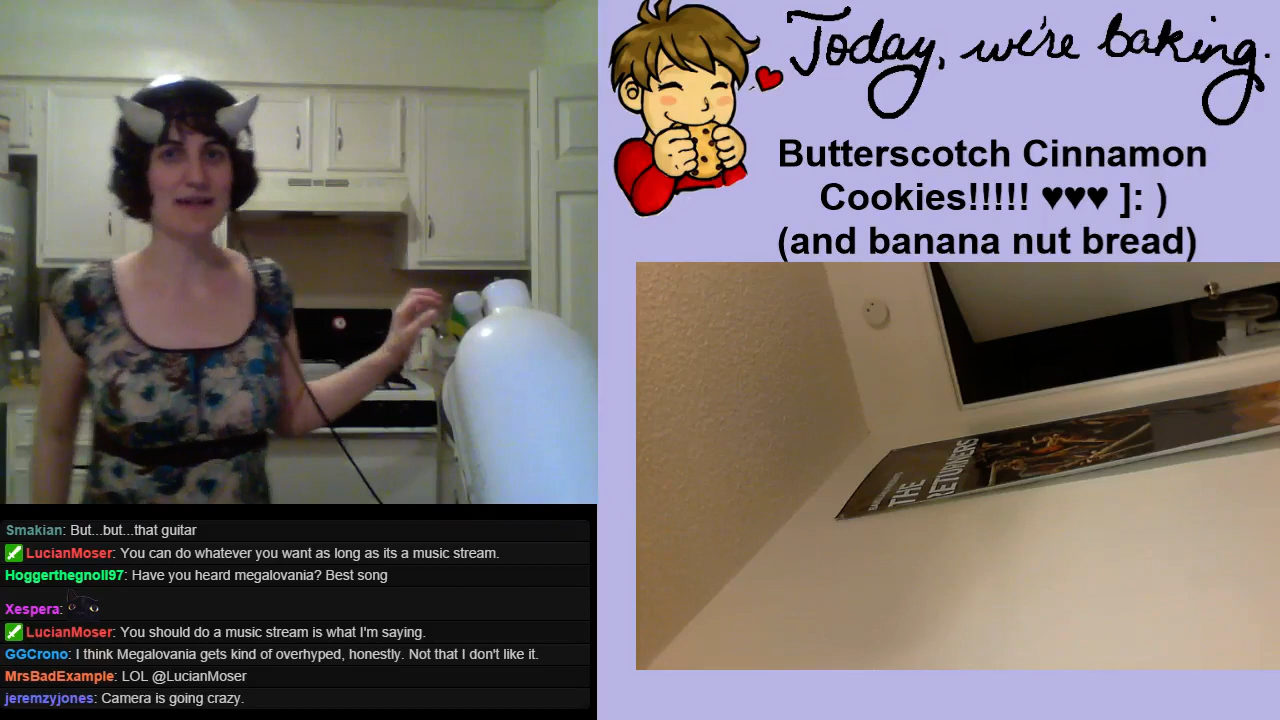 Today, we're baking.
Butterscotch Cinnamon
Cookies!!!!! ♥♥♥ ]: )
(and banana nut bread)
THE
RETURNERS
Smakian: But...but...that guitar
LucianMoser: You can do whatever you want as long as its a music stream.
Hoggerthegnoll97: Have you heard megalovania? Best song
Xespera:
LucianMoser: You should do a music stream is what I'm saying.
GGCrono: I think Megalovania gets kind of overhyped, honestly. Not that I don't like it.
MrsBadExample: LOL @LucianMoser
jeremzyjones: Camera is going crazy.